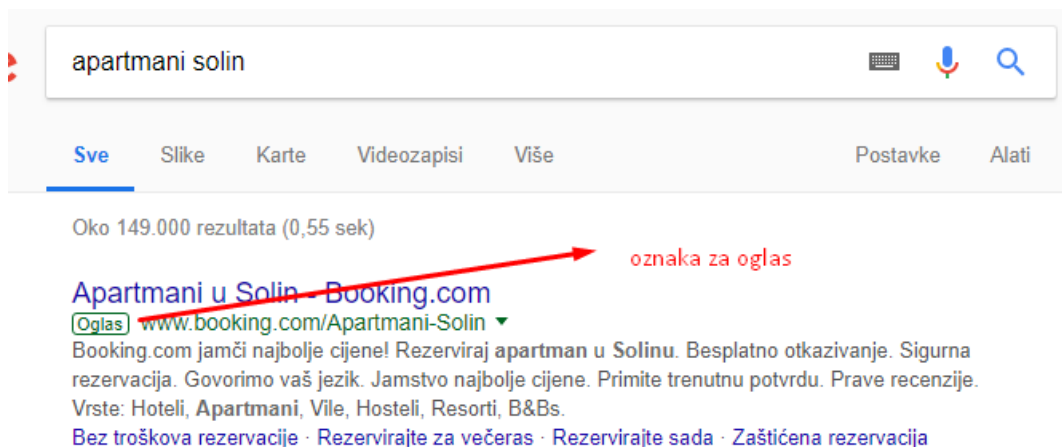 apartmani solin
Sve Slike Karte Videozapisi Više Postavke Alati
Oko 149.000 rezultata (0,55 sek)
oznaka za oglas
Apartmani u Solin - Booking.com
Oglas www.booking.com/Apartmani-Solin
Booking.com jamči najbolje cijene! Rezerviraj apartman u Solinu. Besplatno otkazivanje. Sigurna
rezervacija. Govorimo vaš jezik. Jamstvo najbolje cijene. Primite trenutnu potvrdu. Prave recenzije.
Vrste: Hoteli, Apartmani, Vile, Hosteli, Resorti, B&Bs.
Bez troškova rezervacije · Rezervirajte za večeras · Rezervirajte sada · Zaštićena rezervacija